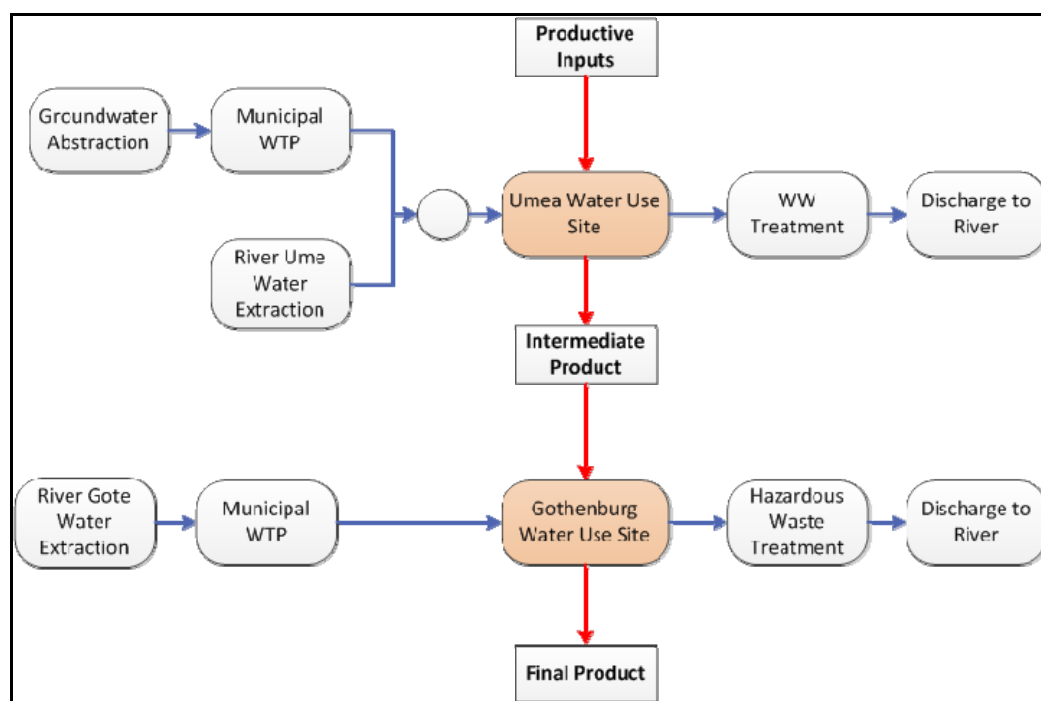 Productive
Inputs
Groundwater
Abstraction
Municipal
WTP
Umea Water Use
Site
WW
Treatment
Discharge to
River
River Ume
Water
Extraction
Intermediate
Product
River Gote
Water
Extraction
Municipal
WTP
Gothenburg
Water Use Site
Hazardous
Waste
Treatment
Discharge to
River
Final Product